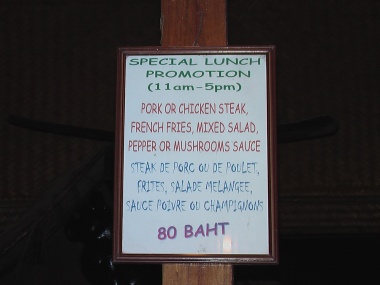 SPECIAL LUNCH
PROMOTION
(11am-5pm)
PORK OR CHICKEN STEAK,
FRENCH FRIES, MIXED SALAD,
PEPPER OR MUSHROOMS SAUCE
STEAK DE PORC OU DE POULET,
FRITES, SALADE MELANGEE,
SAUCE POIVRE OU CHAMPIGNONS
80 BAHT